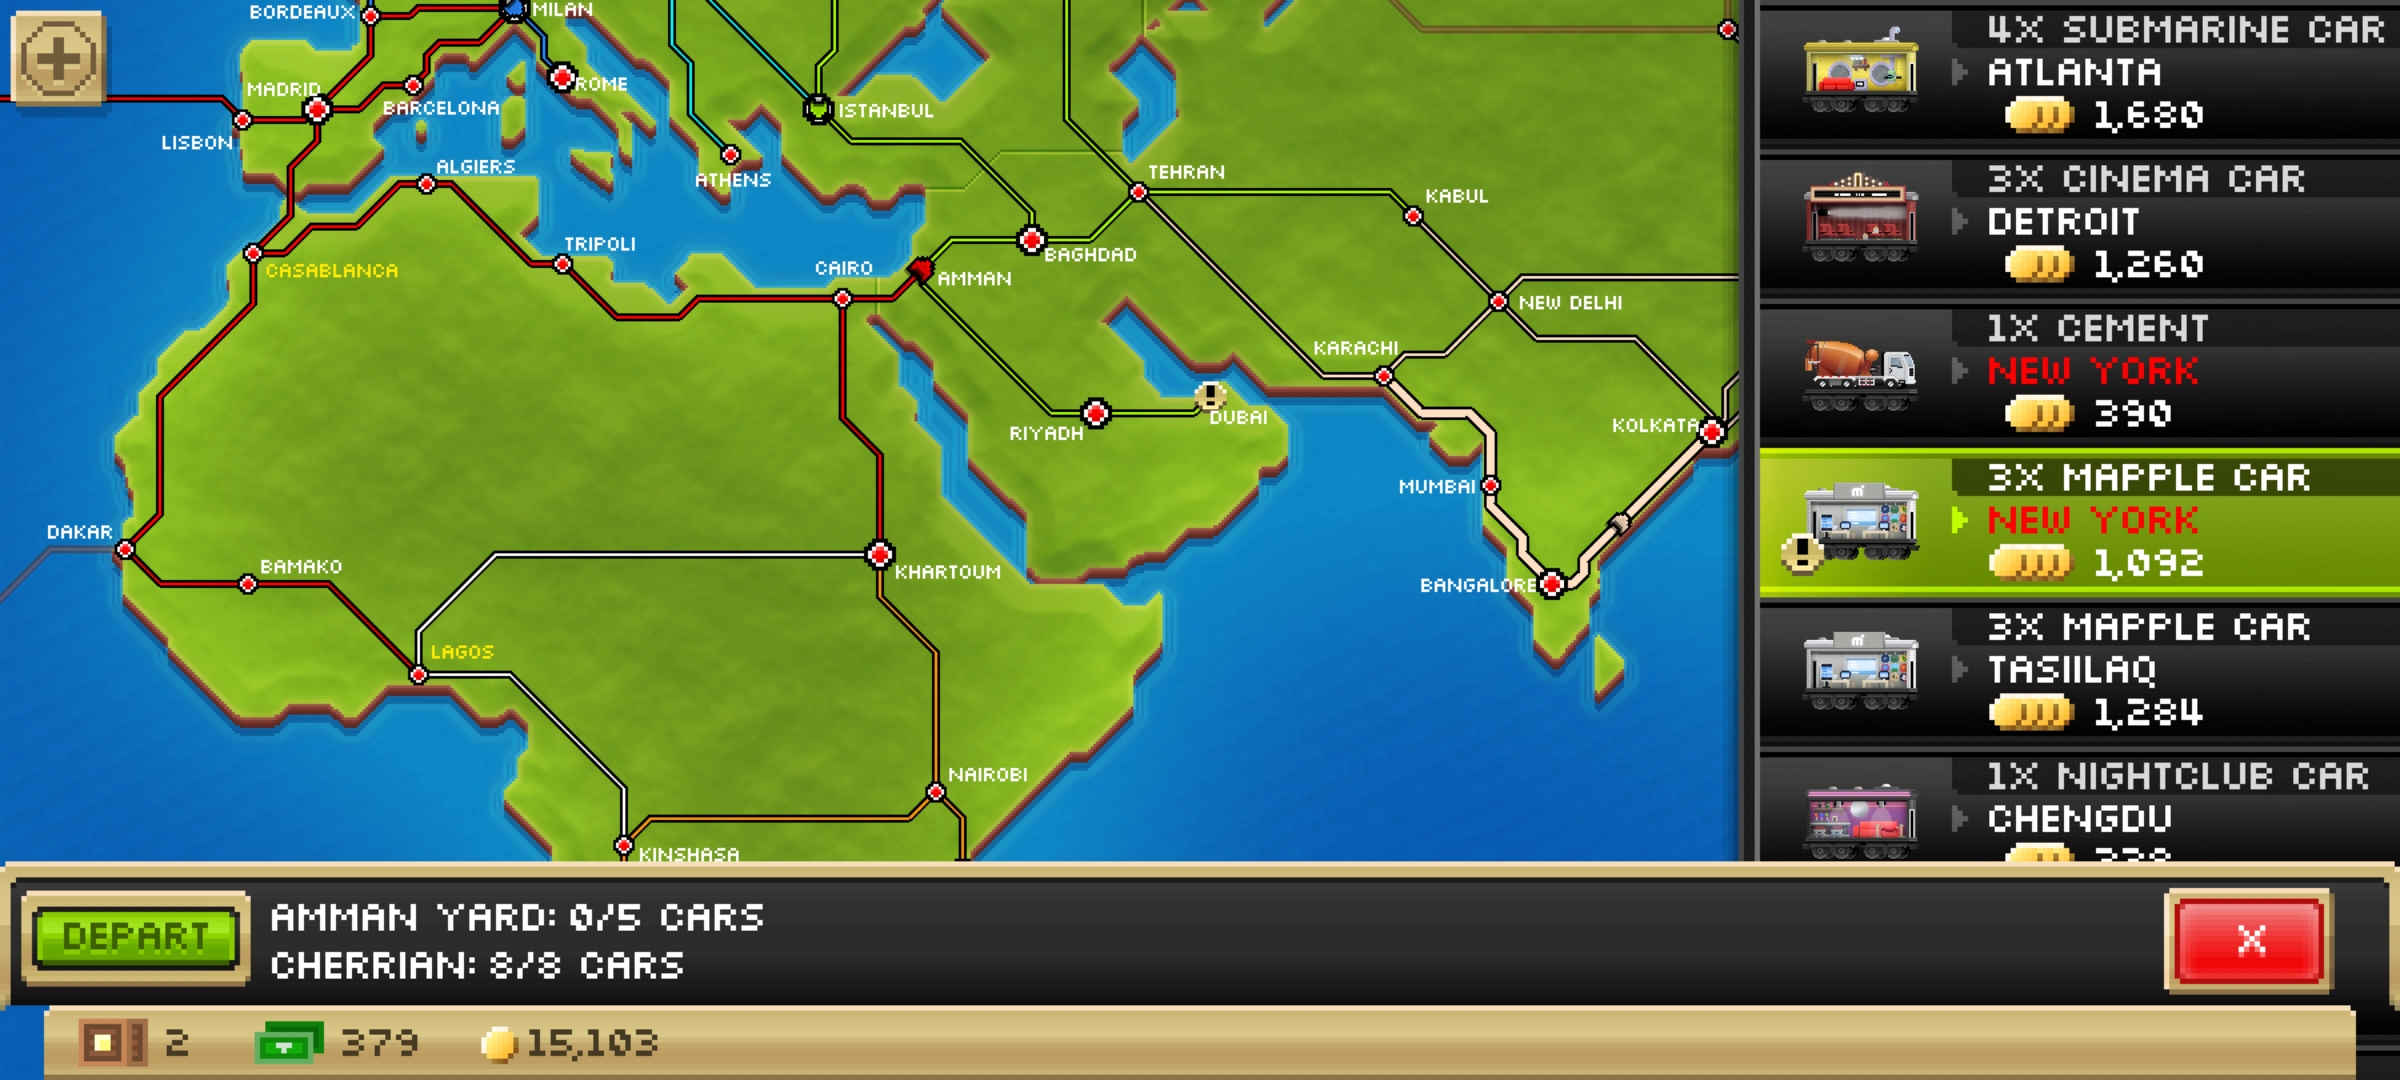 BORDEAUX
MILAN
MADRID
ROME
BARCELONA
LISBON
ISTANBUL
ALGIERS
ATHENS
TEHRAN
KABUL
TRIPOLI
CASABLANCA
CAIRO
AMMAN
BAGHDAD
NEW DELHI
KARACHI
RIYADH
DUBAI
KOLKATA
MUMBAI
DAKAR
BAMAKO
KHARTOUM
BANGALORE
LAGOS
NAIROBI
KINSHASA
4X SUBMARINE CAR
ATLANTA
1,680
3X CINEMA CAR
DETROIT
1,260
1X CEMENT
NEW YORK
390
3X MAPPLE CAR
NEW YORK
1,092
3X MAPPLE CAR
TASIILAQ
1,284
1X NIGHTCLUB CAR
CHENGDU
DEPART
AMMAN YARD: 0/5 CARS
CHERRIAN: 8/8 CARS
X
2
379
15,103